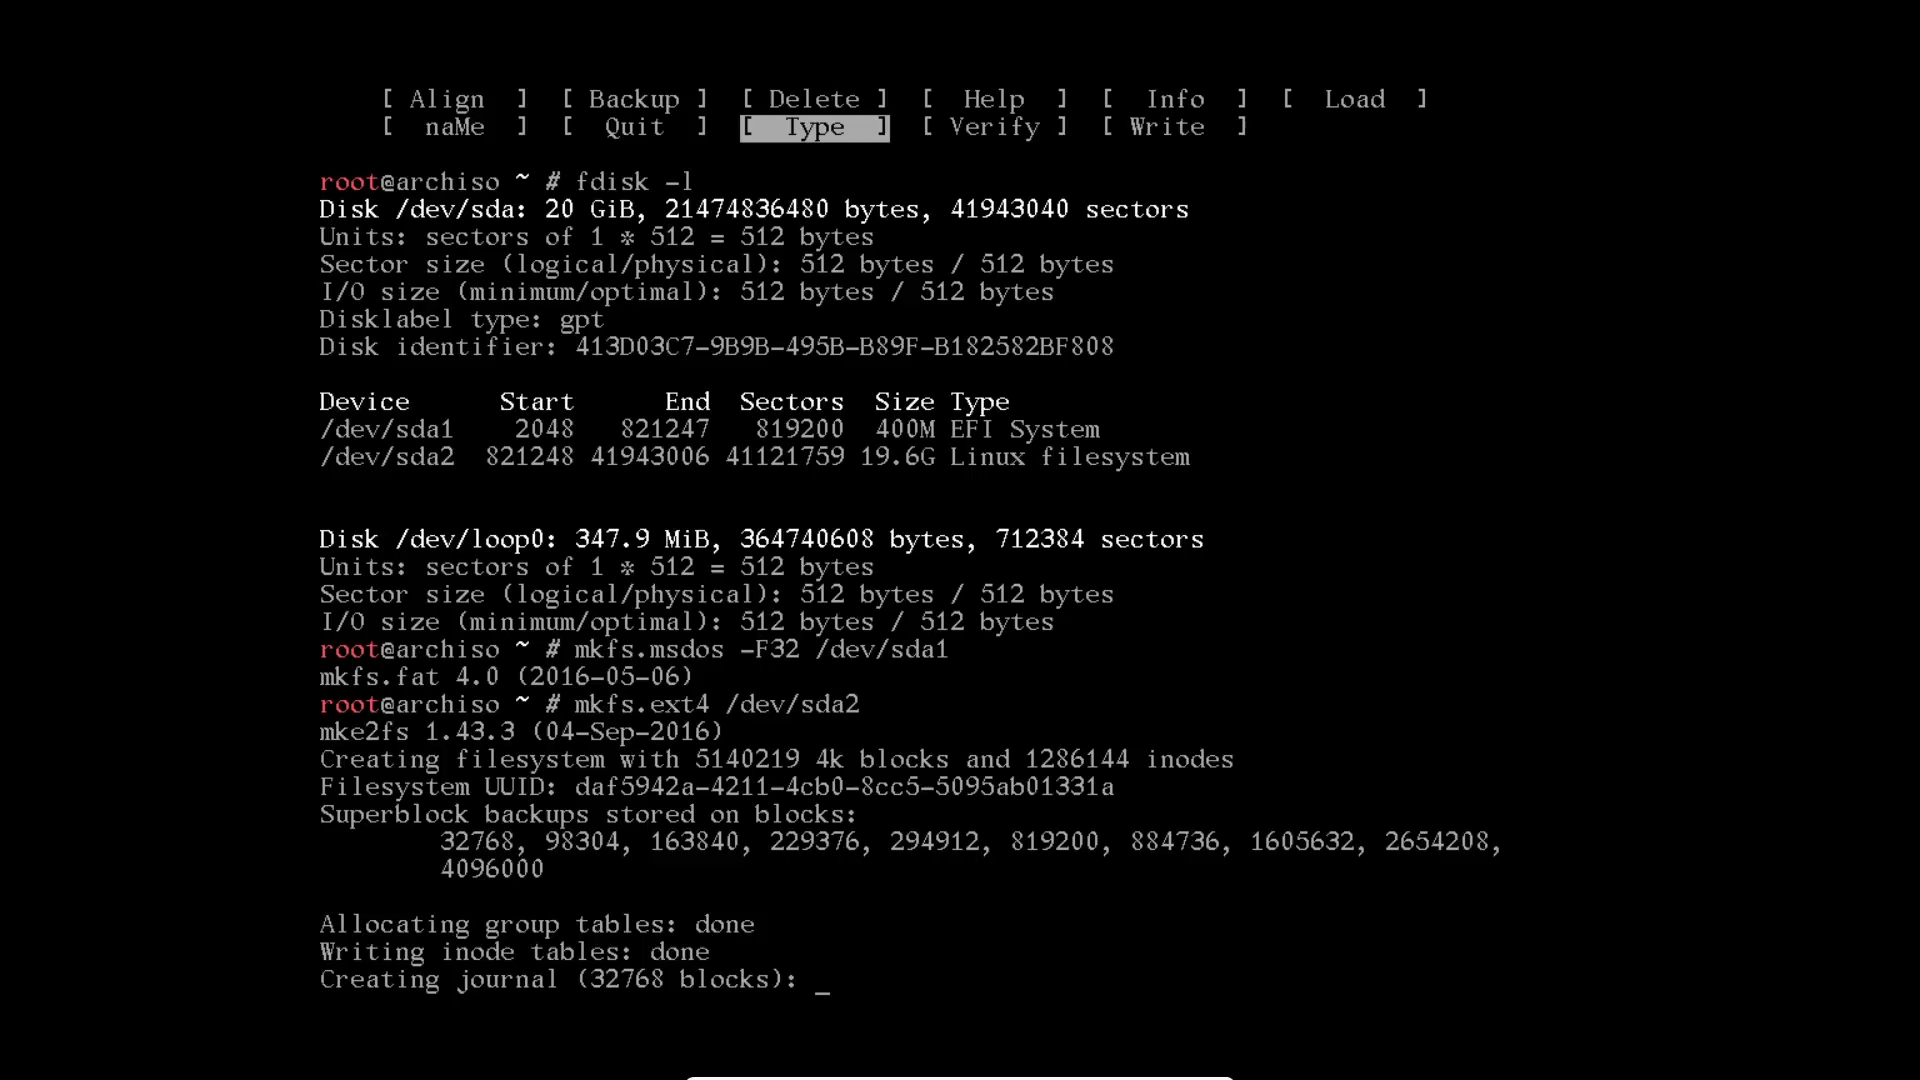 [ Align  ]  [ Backup ]  [ Delete ]  [  Help  ]  [  Info  ]  [  Load  ]
[  naMe  ]  [  Quit  ]  [  Type  ]  [ Verify ]  [ Write  ]
root@archiso ~ # fdisk -l
Disk /dev/sda: 20 GiB, 21474836480 bytes, 41943040 sectors
Units: sectors of 1 * 512 = 512 bytes
Sector size (logical/physical): 512 bytes / 512 bytes
I/O size (minimum/optimal): 512 bytes / 512 bytes
Disklabel type: gpt
Disk identifier: 413D03C7-9B9B-495B-B89F-B182582BF808
Device      Start      End  Sectors  Size Type
/dev/sda1    2048   821247   819200  400M EFI System
/dev/sda2  821248 41943006 41121759 19.6G Linux filesystem
Disk /dev/loop0: 347.9 MiB, 364740608 bytes, 712384 sectors
Units: sectors of 1 * 512 = 512 bytes
Sector size (logical/physical): 512 bytes / 512 bytes
I/O size (minimum/optimal): 512 bytes / 512 bytes
root@archiso ~ # mkfs.msdos -F32 /dev/sda1
mkfs.fat 4.0 (2016-05-06)
root@archiso ~ # mkfs.ext4 /dev/sda2
mke2fs 1.43.3 (04-Sep-2016)
Creating filesystem with 5140219 4k blocks and 1286144 inodes
Filesystem UUID: daf5942a-4211-4cb0-8cc5-5095ab01331a
Superblock backups stored on blocks:
32768, 98304, 163840, 229376, 294912, 819200, 884736, 1605632, 2654208,
4096000
Allocating group tables: done
Writing inode tables: done
Creating journal (32768 blocks): _